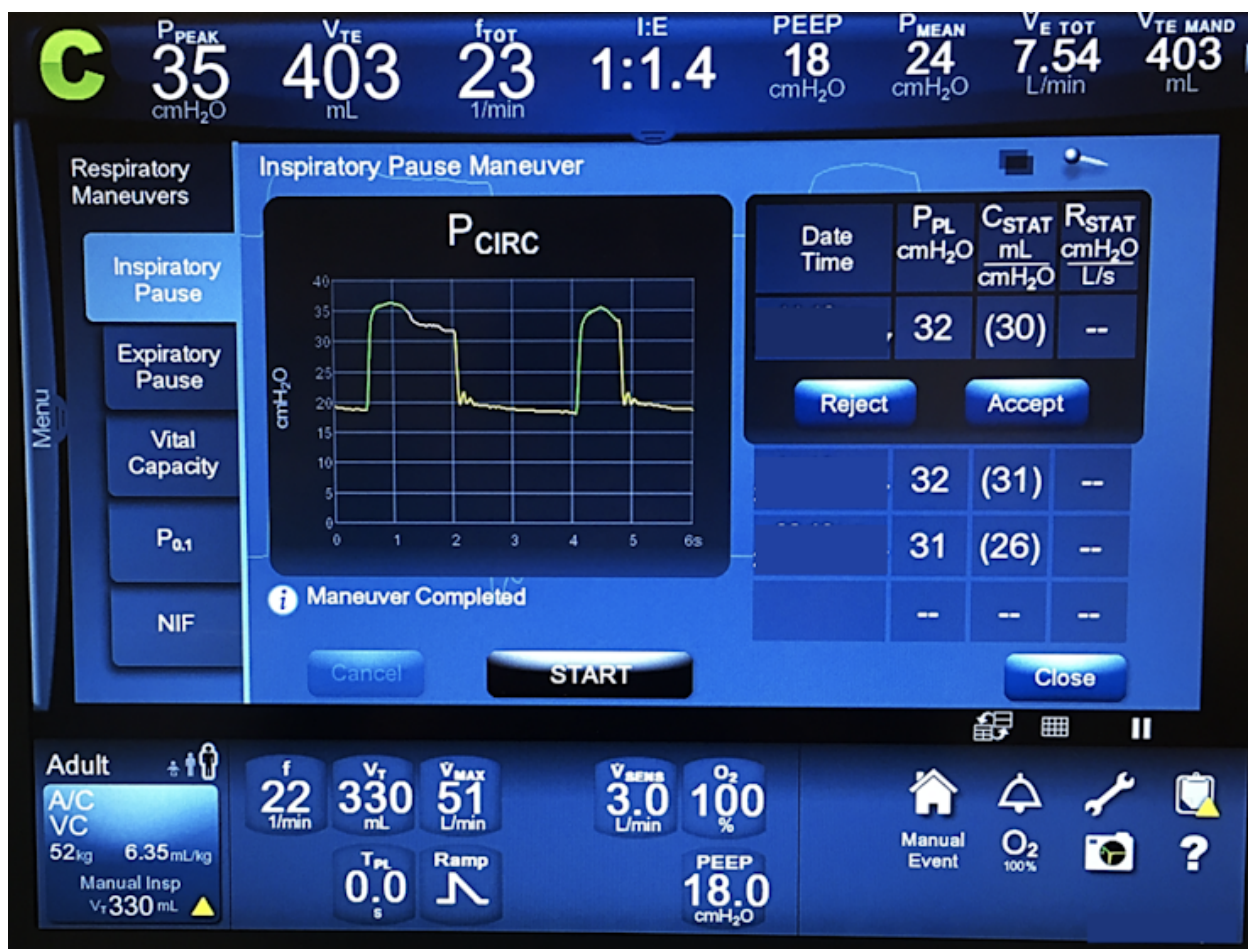 C
PPEAK
35
cmH2O
VTE
403
mL
fTOT
23
1/min
I:E
1:1.4
PEEP
18
cmH2O
PMEAN
24
cmH2O
VE TOT
7.54
L/min
VTE MAND
403
mL
Menu
Respiratory
Maneuvers
Inspiratory
Pause
Expiratory
Pause
Vital
Capacity
P0.1
NIF
Inspiratory Pause Maneuver
PCIRC
cmH2O
40
35
30
25
20
15
10
5
0
0 1 2 3 4 5 6s
i Maneuver Completed
Cancel
START
Date
Time
PPL
cmH2O
CSTAT
mL
cmH2O
RSTAT
cmH2O
L/s
32 (30) --
Reject Accept
32 (31) --
31 (26) --
-- -- --
Close
Adult
A/C
VC
52kg 6.35mL/kg
Manual Insp
VT330 mL
f
22
1/min
VT
330
mL
V̇MAX
51
L/min
V̇SENS
3.0
L/min
O2
100
%
TPL
0.0
s
Ramp
PEEP
18.0
cmH2O
Manual
Event
O2
100%
?